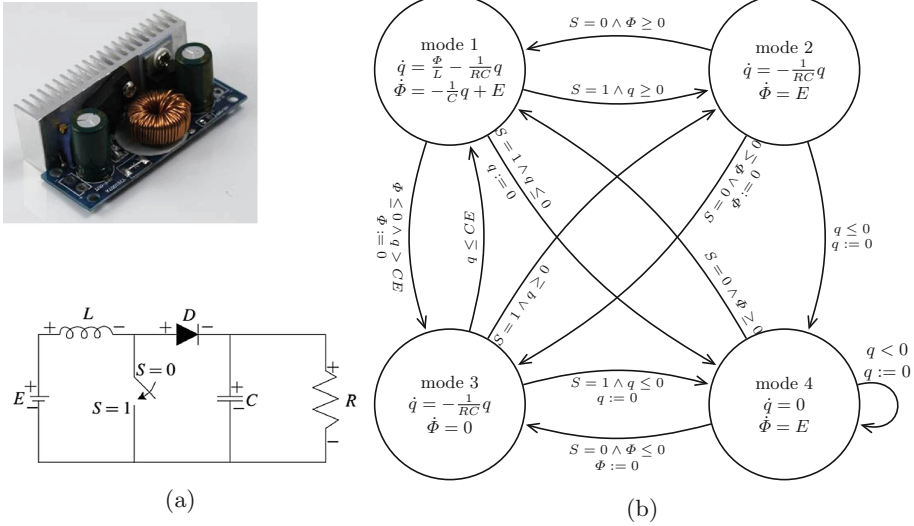 mode 1
q̇ = Φ/L − 1/RC q
Φ̇ = −1/C q + E
S = 0 ∧ Φ ≥ 0
S = 1 ∧ q ≥ 0
mode 2
q̇ = −1/RC q
Φ̇ = E
S = 1 ∧ q ≤ 0
q := 0
S = 0 ∧ Φ ≤ 0
Φ := 0
Φ ≤ 0 ∧ q > CE
Φ := 0
q ≤ CE
q ≤ 0
q := 0
S = 1 ∧ q ≥ 0
S = 0 ∧ Φ ≥ 0
mode 3
q̇ = −1/RC q
Φ̇ = 0
S = 1 ∧ q ≤ 0
q := 0
S = 0 ∧ Φ ≤ 0
Φ := 0
mode 4
q̇ = 0
Φ̇ = E
q < 0
q := 0
+ L −
+ D −
S=0
S=1
+ E −
+ C −
+ R −
(a)
(b)